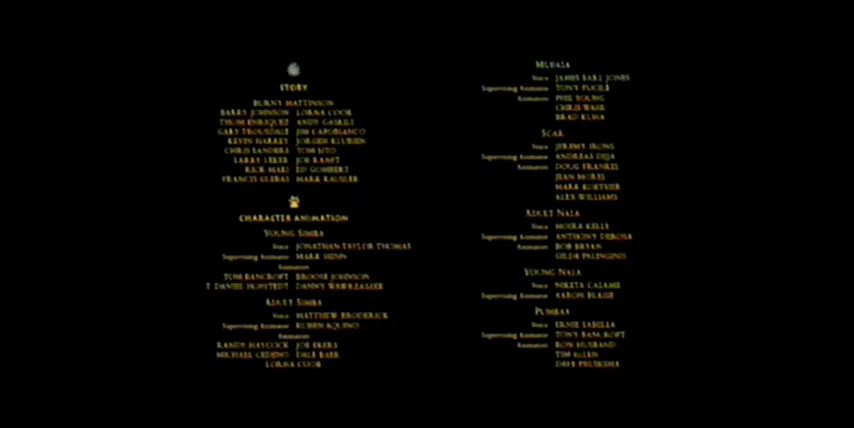 STORY
BURNY MATTINSON
BARRY JOHNSON LORNA COOK
THOM ENRIQUEZ ANDY GASKILL
GARY TROUSDALE JIM CAPOBIANCO
KEVIN HARKEY JORGEN KLUBIEN
CHRIS SANDERS TOM SITO
LARRY LEKER JOE RANFT
RICK MAKI ED GOMBERT
FRANCIS GLEBAS MARK KAUSLER
CHARACTER ANIMATION
YOUNG SIMBA
Voice JONATHAN TAYLOR THOMAS
Supervising Animator MARK HENN
Animators
TOM BANCROFT BROOSE JOHNSON
T. DANIEL HOFSTEDT DANNY WAWRZASZEK
ADULT SIMBA
Voice MATTHEW BRODERICK
Supervising Animator RUBEN AQUINO
Animators
RANDY HAYCOCK JOE EKERS
MICHAEL CEDENO DALE BAER
LORNA COOK
MUFASA
Voice JAMES EARL JONES
Supervising Animator TONY FUCILE
Animators PHIL YOUNG
CHRIS WAHL
BRAD KUHA
SCAR
Voice JEREMY IRONS
Supervising Animator ANDREAS DEJA
Animators DOUG FRANKEL
JEAN MOREL
MARK KOETSIER
ALEX WILLIAMS
ADULT NALA
Voice MOIRA KELLY
Supervising Animator ANTHONY DEROSA
Animators BOB BRYAN
GILDA PALINGINIS
YOUNG NALA
Voice NIKETA CALAME
Supervising Animator AARON BLAISE
PUMBAA
Voice ERNIE SABELLA
Supervising Animator TONY BANCROFT
Animators RON HUSBAND
TIM ALLEN
DAVE PRUIKSMA